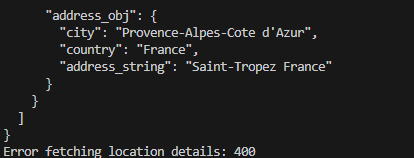 "address_obj": {
"city": "Provence-Alpes-Cote d'Azur",
"country": "France",
"address_string": "Saint-Tropez France"
}
}
]
}
Error fetching location details: 400